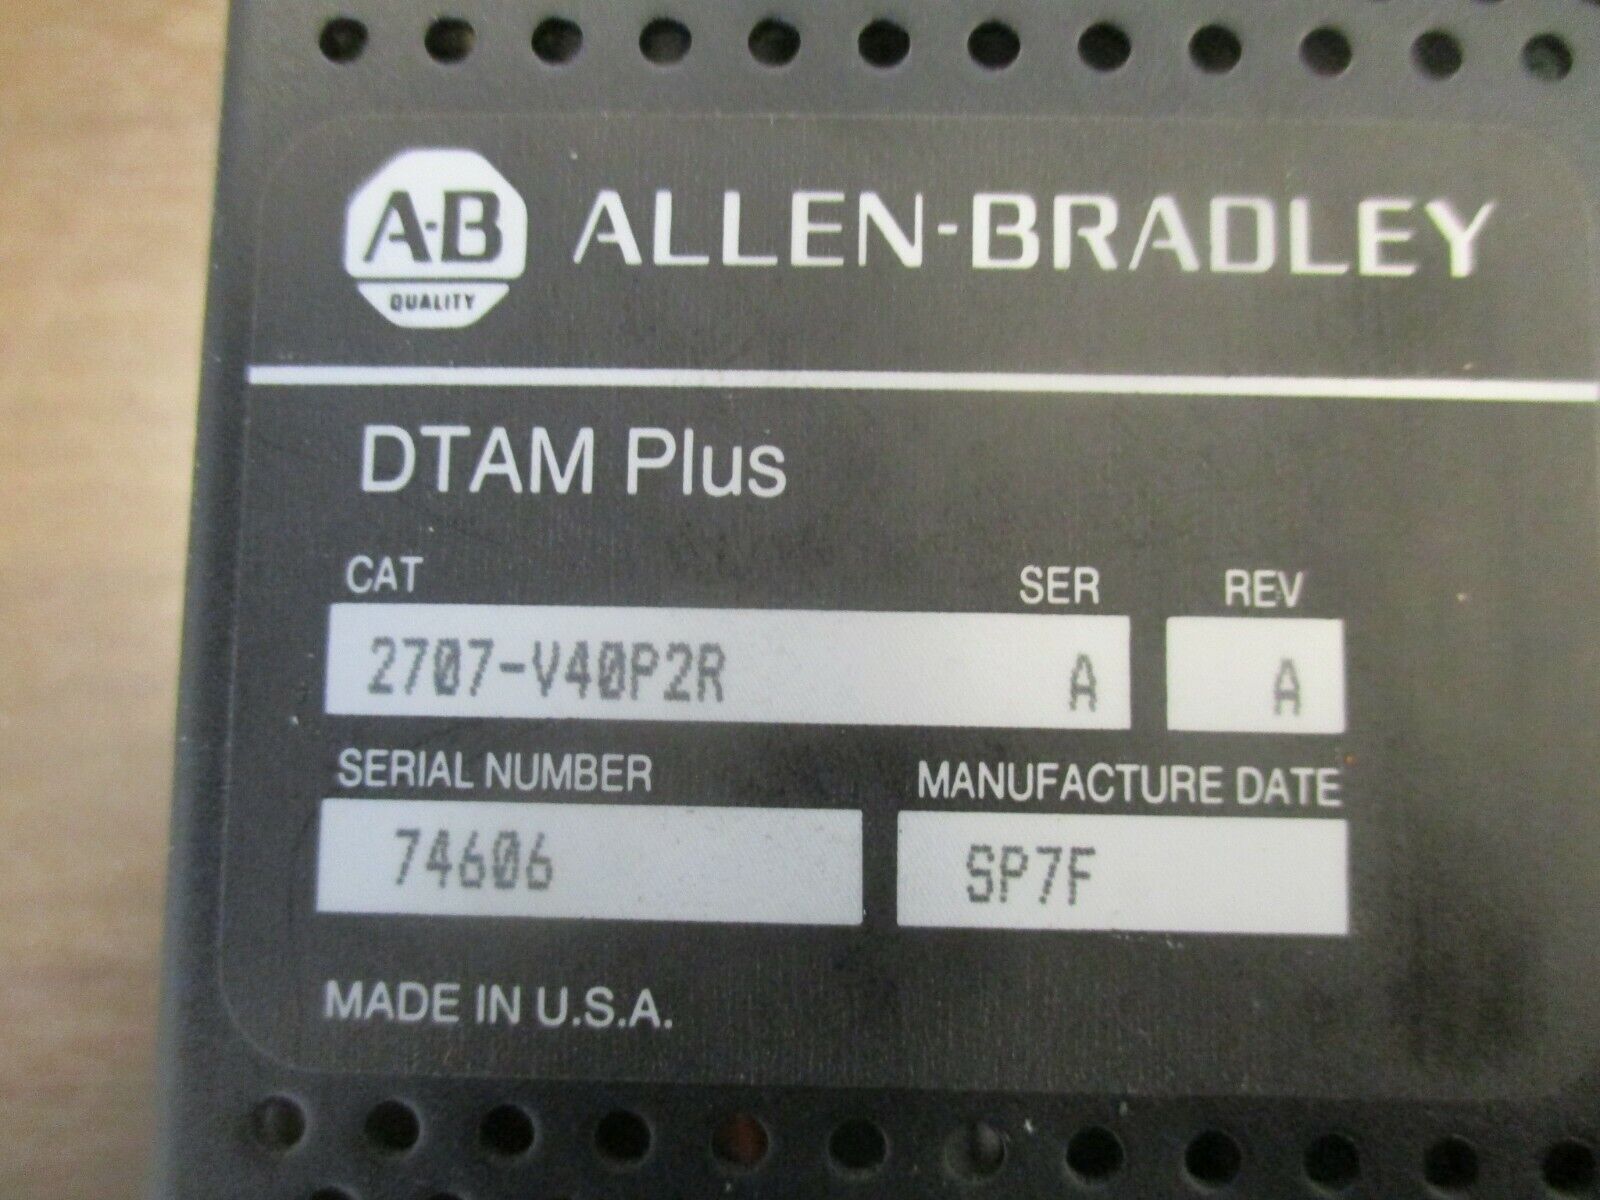 A-B
QUALITY
ALLEN-BRADLEY
DTAM Plus
CAT SER REV
2707-V40P2R A A
SERIAL NUMBER MANUFACTURE DATE
74606 SP7F
MADE IN U.S.A.